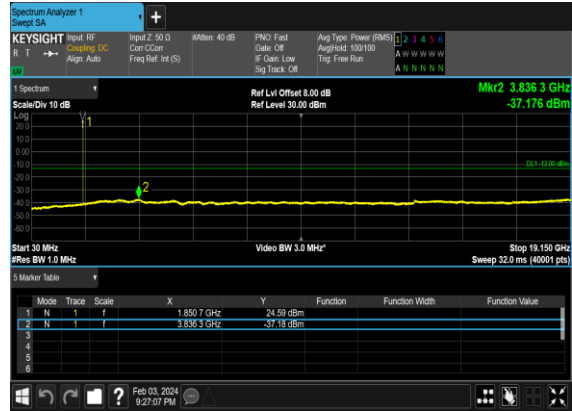 Spectrum Analyzer 1
Swept SA
+
KEYSIGHT Input: RF Input Z: 50 Ω #Atten: 40 dB PNO: Fast Avg Type: Power (RMS) 1 2 3 4 5 6
R T Coupling: DC Corr CCorr Gate: Off Avg|Hold: 100/100 A W W W W W
Align: Auto Freq Ref: Int (S) IF Gain: Low Trig: Free Run
Sig Track: Off A N N N N N
1 Spectrum Ref Lvl Offset 8.00 dB Mkr2 3.836 3 GHz
Scale/Div 10 dB Ref Level 30.00 dBm -37.176 dBm
Log
1
20.0
10.0
0.00
-10.0 DL1 -13.00 dBm
-20.0
-30.0 2
-40.0
-50.0
-60.0
Start 30 MHz Video BW 3.0 MHz* Stop 19.150 GHz
#Res BW 1.0 MHz Sweep 32.0 ms (40001 pts)
5 Marker Table
Mode Trace Scale X Y Function Function Width Function Value
1 N 1 f 1.850 7 GHz 24.59 dBm
2 N 1 f 3.836 3 GHz -37.18 dBm
3
4
5
6
? Feb 03, 2024
9:27:07 PM